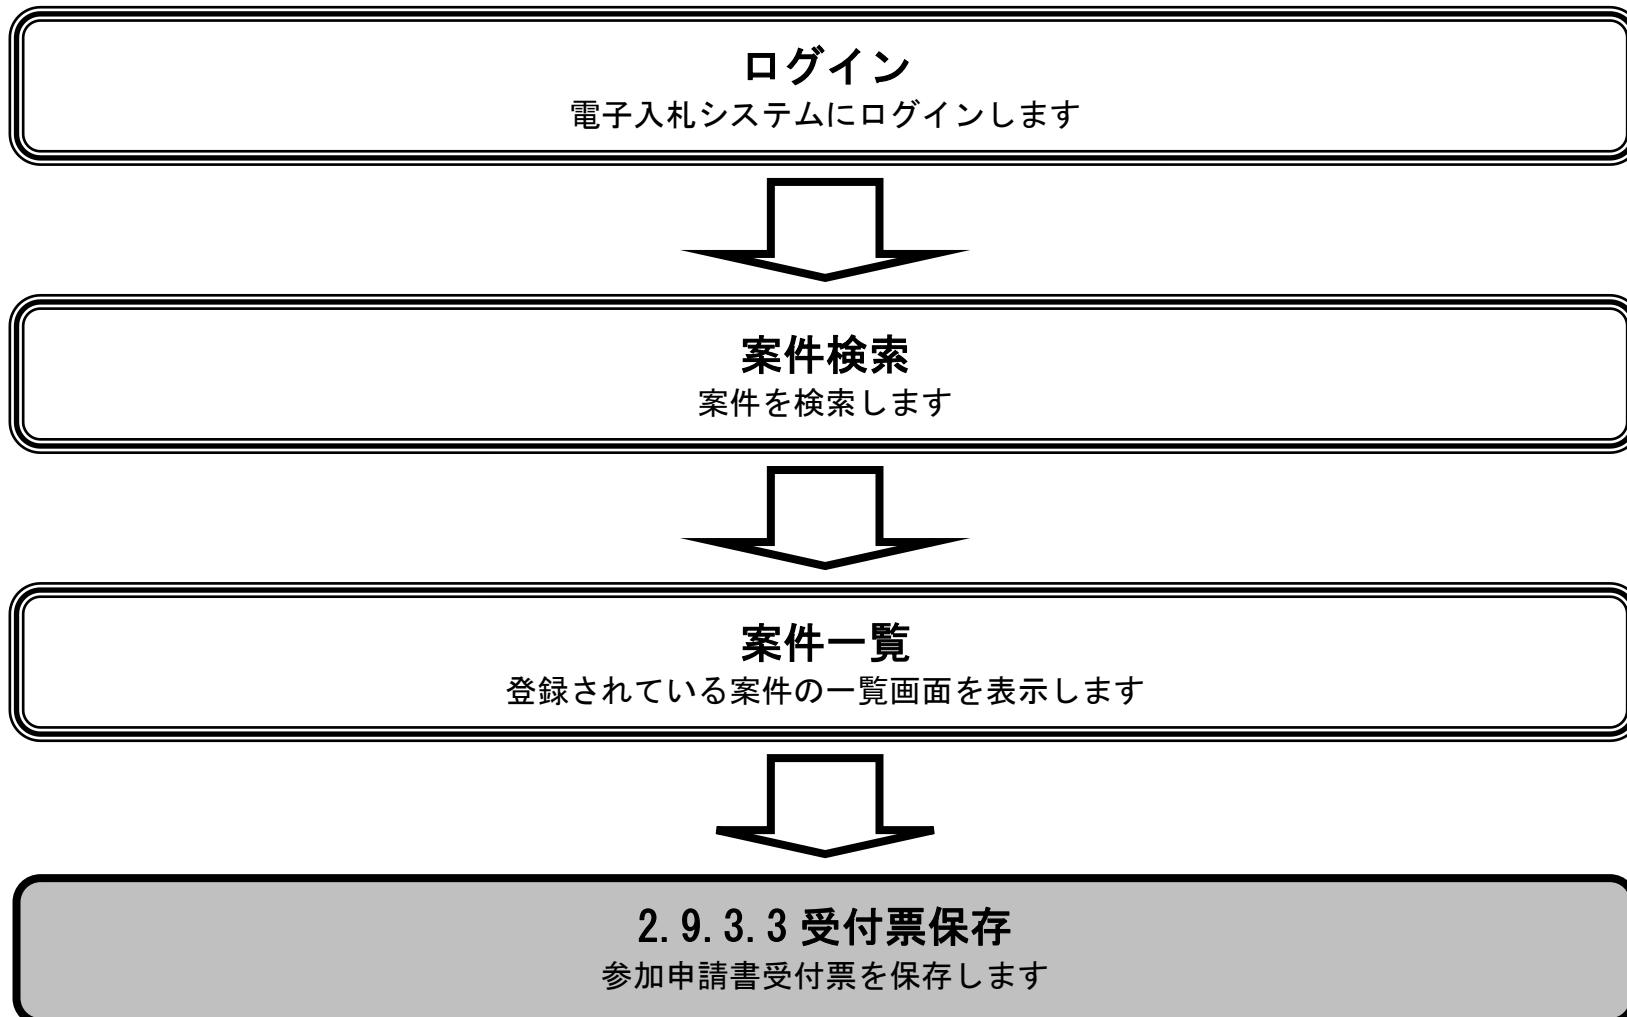 ログイン
電子入札システムにログインします
案件検索
案件を検索します
案件一覧
登録されている案件の一覧画面を表示します
2.9.3.3 受付票保存
参加申請書受付票を保存します